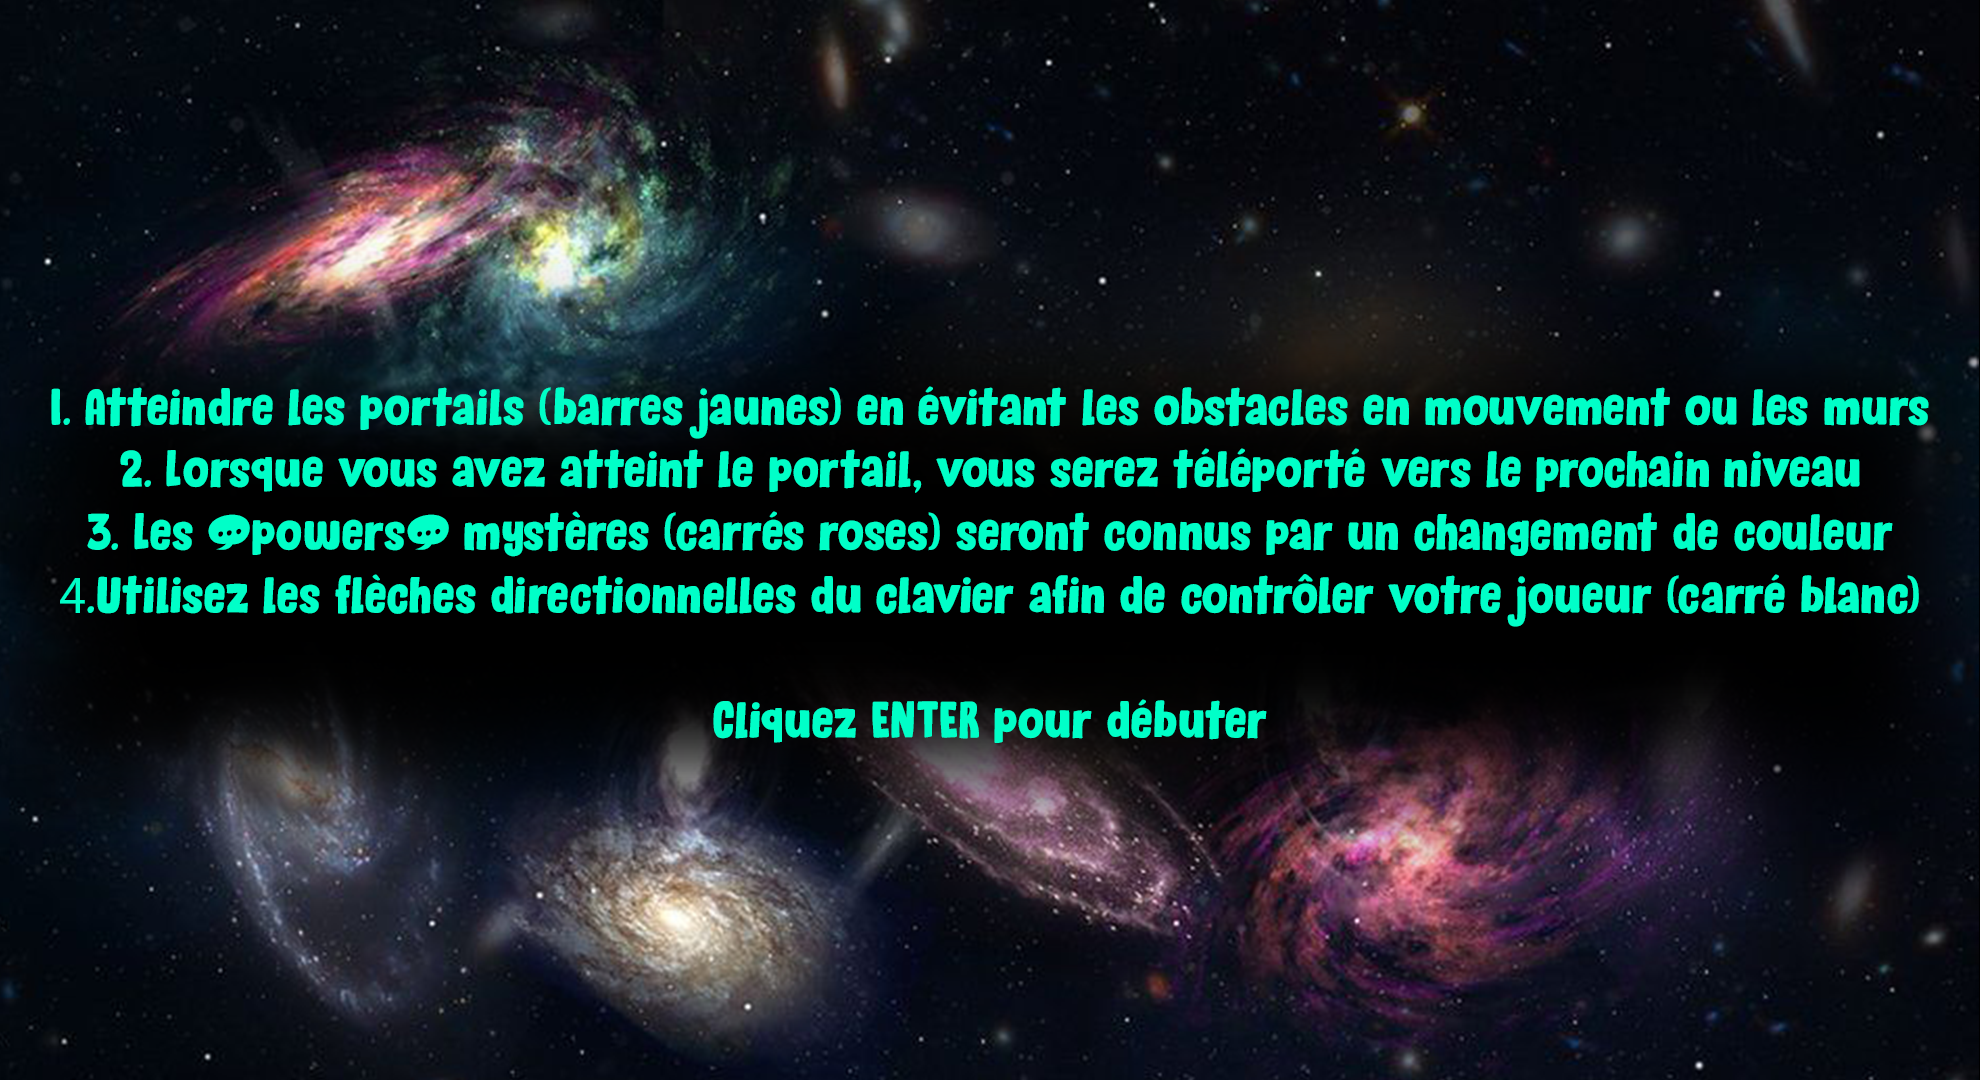 1. Atteindre les portails (barres jaunes) en évitant les obstacles en mouvement ou les murs
2. Lorsque vous avez atteint le portail, vous serez téléporté vers le prochain niveau
3. Les 💬powers💬 mystères (carrés roses) seront connus par un changement de couleur
4.Utilisez les flèches directionnelles du clavier afin de contrôler votre joueur (carré blanc)
Cliquez ENTER pour débuter